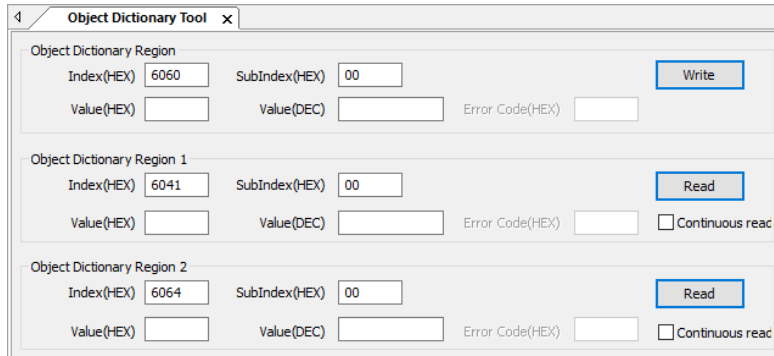 Object Dictionary Tool x
Object Dictionary Region
Index(HEX) 6060 SubIndex(HEX) 00 Write
Value(HEX) Value(DEC) Error Code(HEX)
Object Dictionary Region 1
Index(HEX) 6041 SubIndex(HEX) 00 Read
Value(HEX) Value(DEC) Error Code(HEX) Continuous read
Object Dictionary Region 2
Index(HEX) 6064 SubIndex(HEX) 00 Read
Value(HEX) Value(DEC) Error Code(HEX) Continuous read